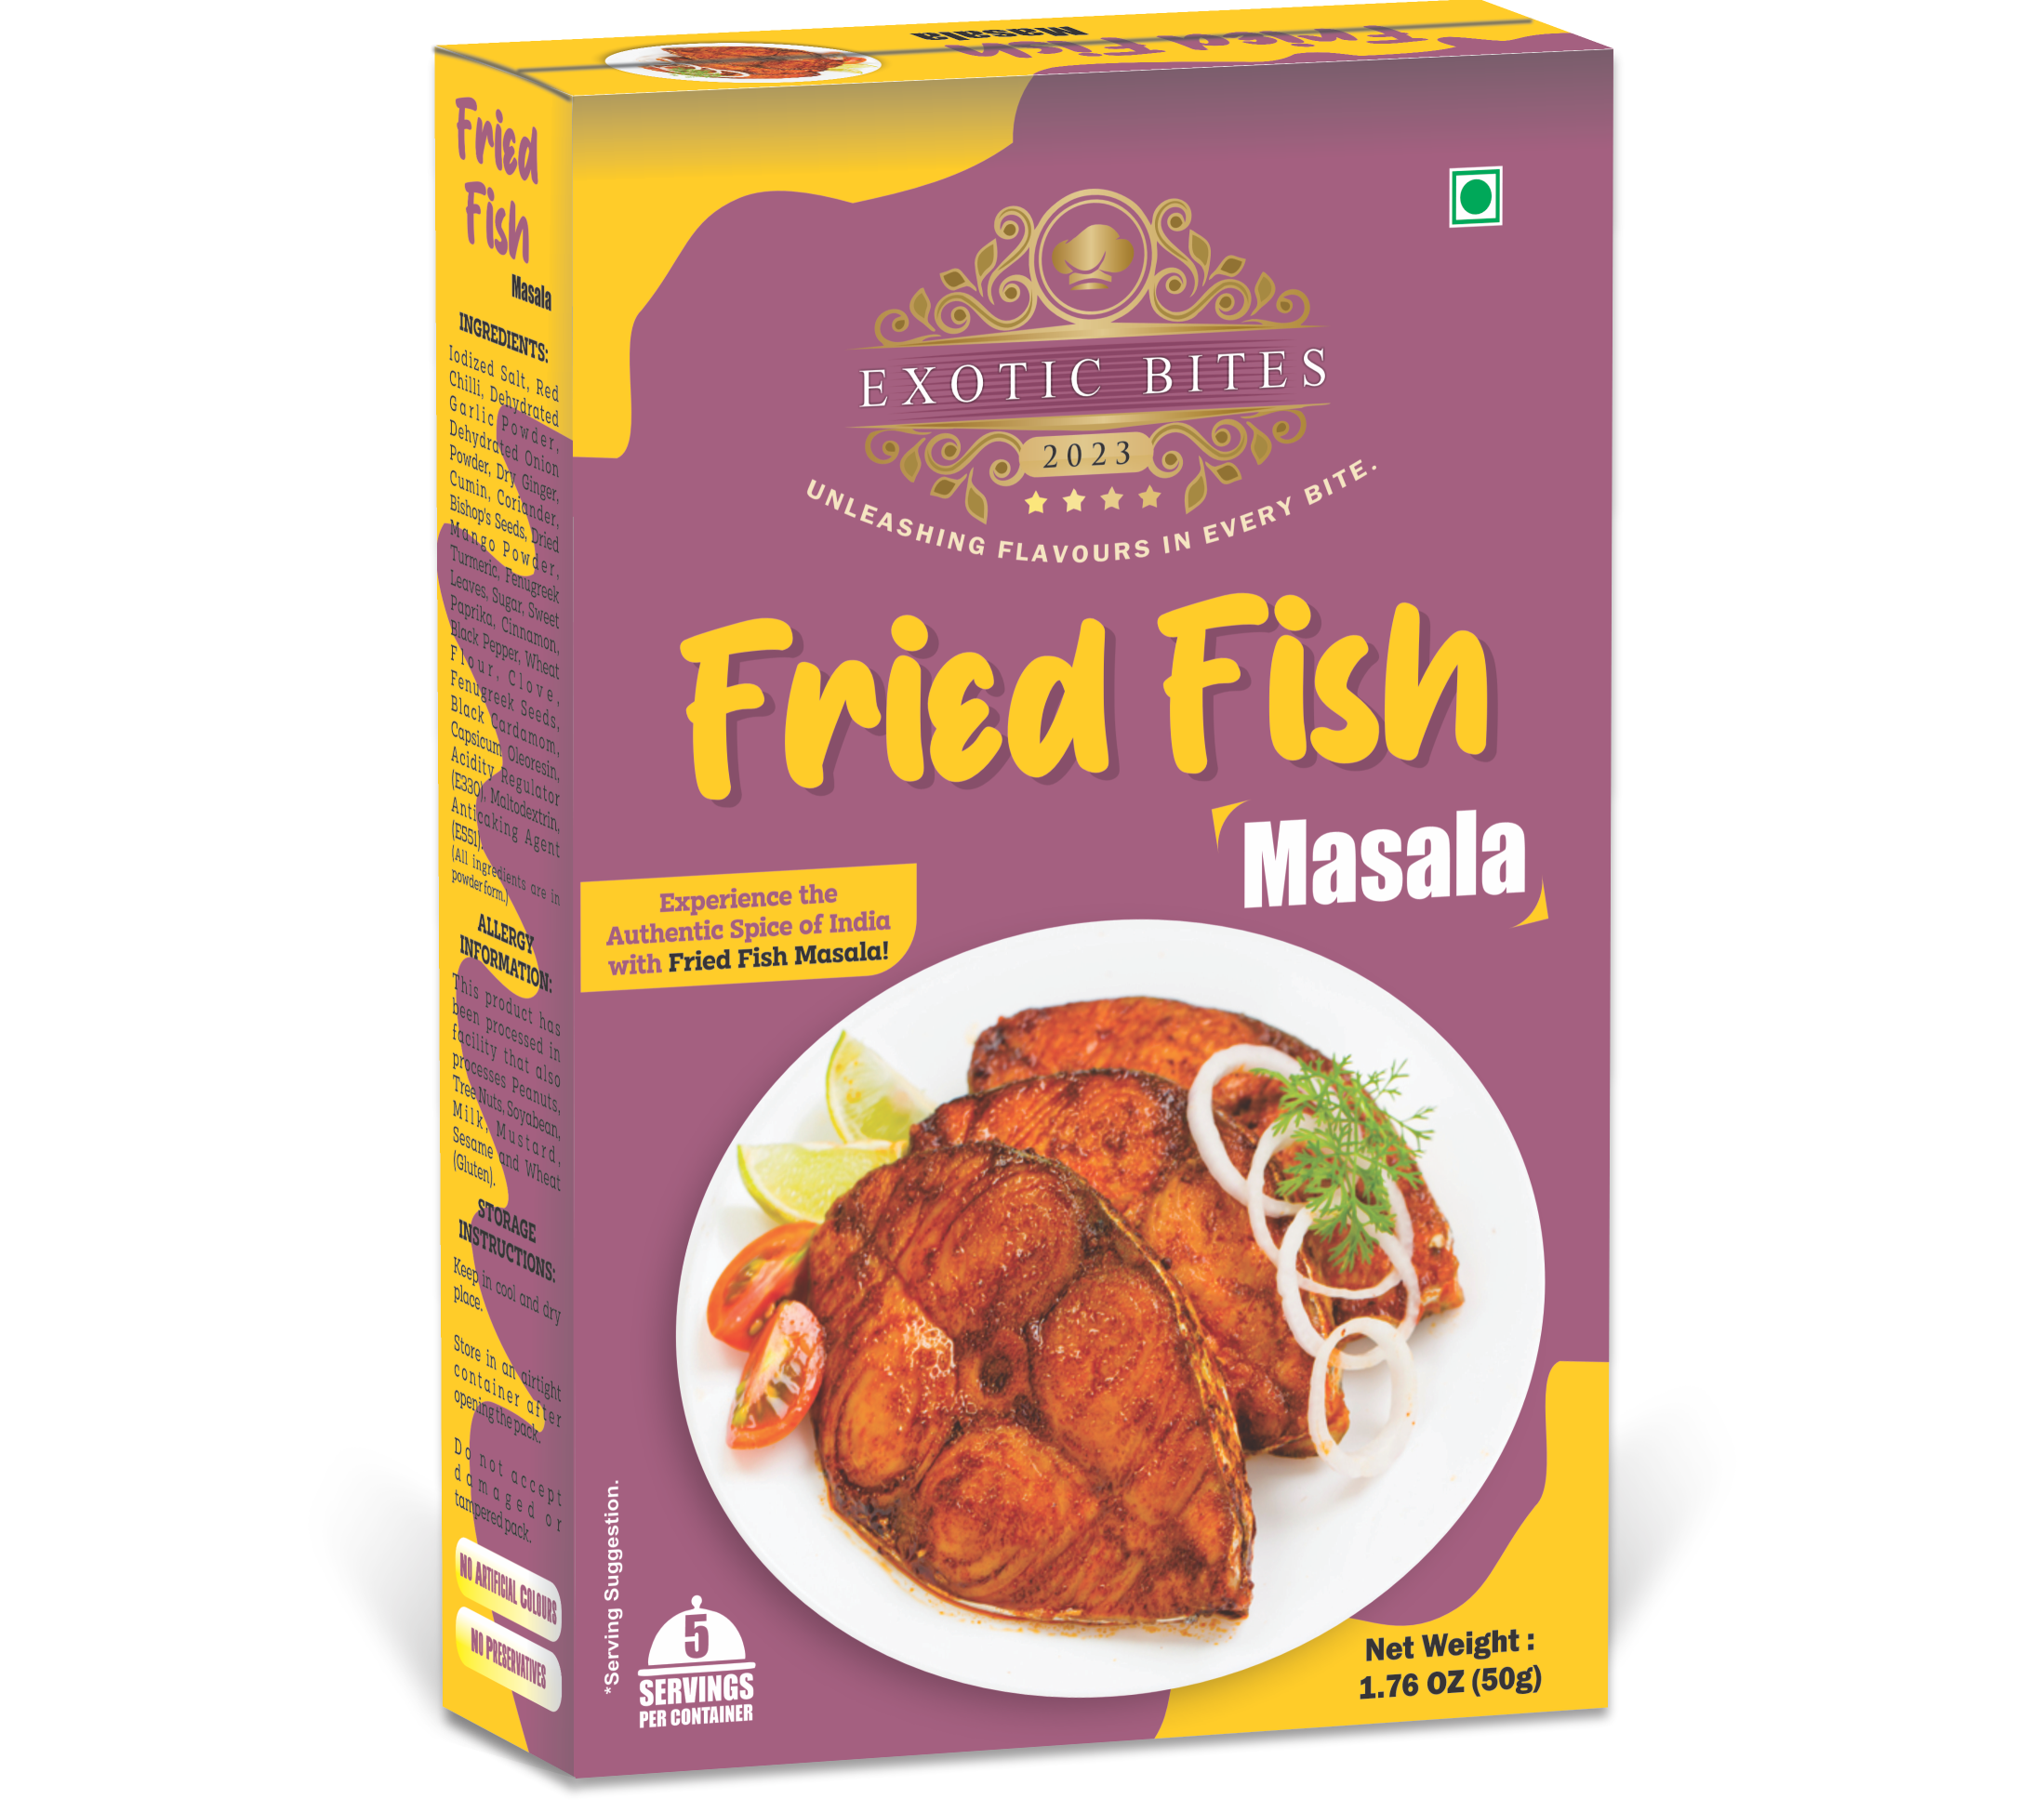 Masala
Fried Fish
Fried
Fish
Masala
INGREDIENTS:
Iodized Salt, Red
Chilli, Dehydrated
Garlic Powder,
Dehydrated Onion
Powder, Dry Ginger,
Cumin, Coriander,
Bishop's Seeds, Dried
Mango Powder,
Turmeric, Fenugreek
Leaves, Sugar, Sweet
Paprika, Cinnamon,
Black Pepper, Wheat
Flour, Clove,
Fenugreek Seeds,
Black Cardamom,
Capsicum Oleoresin,
Acidity Regulator
(E330), Maltodextrin,
Anticaking Agent
(E551).
(All ingredients are in
powder form.)
ALLERGY
INFORMATION:
This product has
been processed in
facility that also
processes Peanuts,
Tree Nuts, Soyabean,
Milk, Mustard,
Sesame and Wheat
(Gluten).
STORAGE
INSTRUCTIONS:
Keep in cool and dry
place.
Store in an airtight
container after
opening the pack.
Do not accept
damaged or
tampered pack.
NO ARTIFICIAL COLOURS
NO PRESERVATIVES
EXOTIC BITES
2023
UNLEASHING FLAVOURS IN EVERY BITE.
Fried Fish
Masala
Experience the
Authentic Spice of India
with Fried Fish Masala!
*Serving Suggestion.
5
SERVINGS
PER CONTAINER
Net Weight :
1.76 OZ (50g)